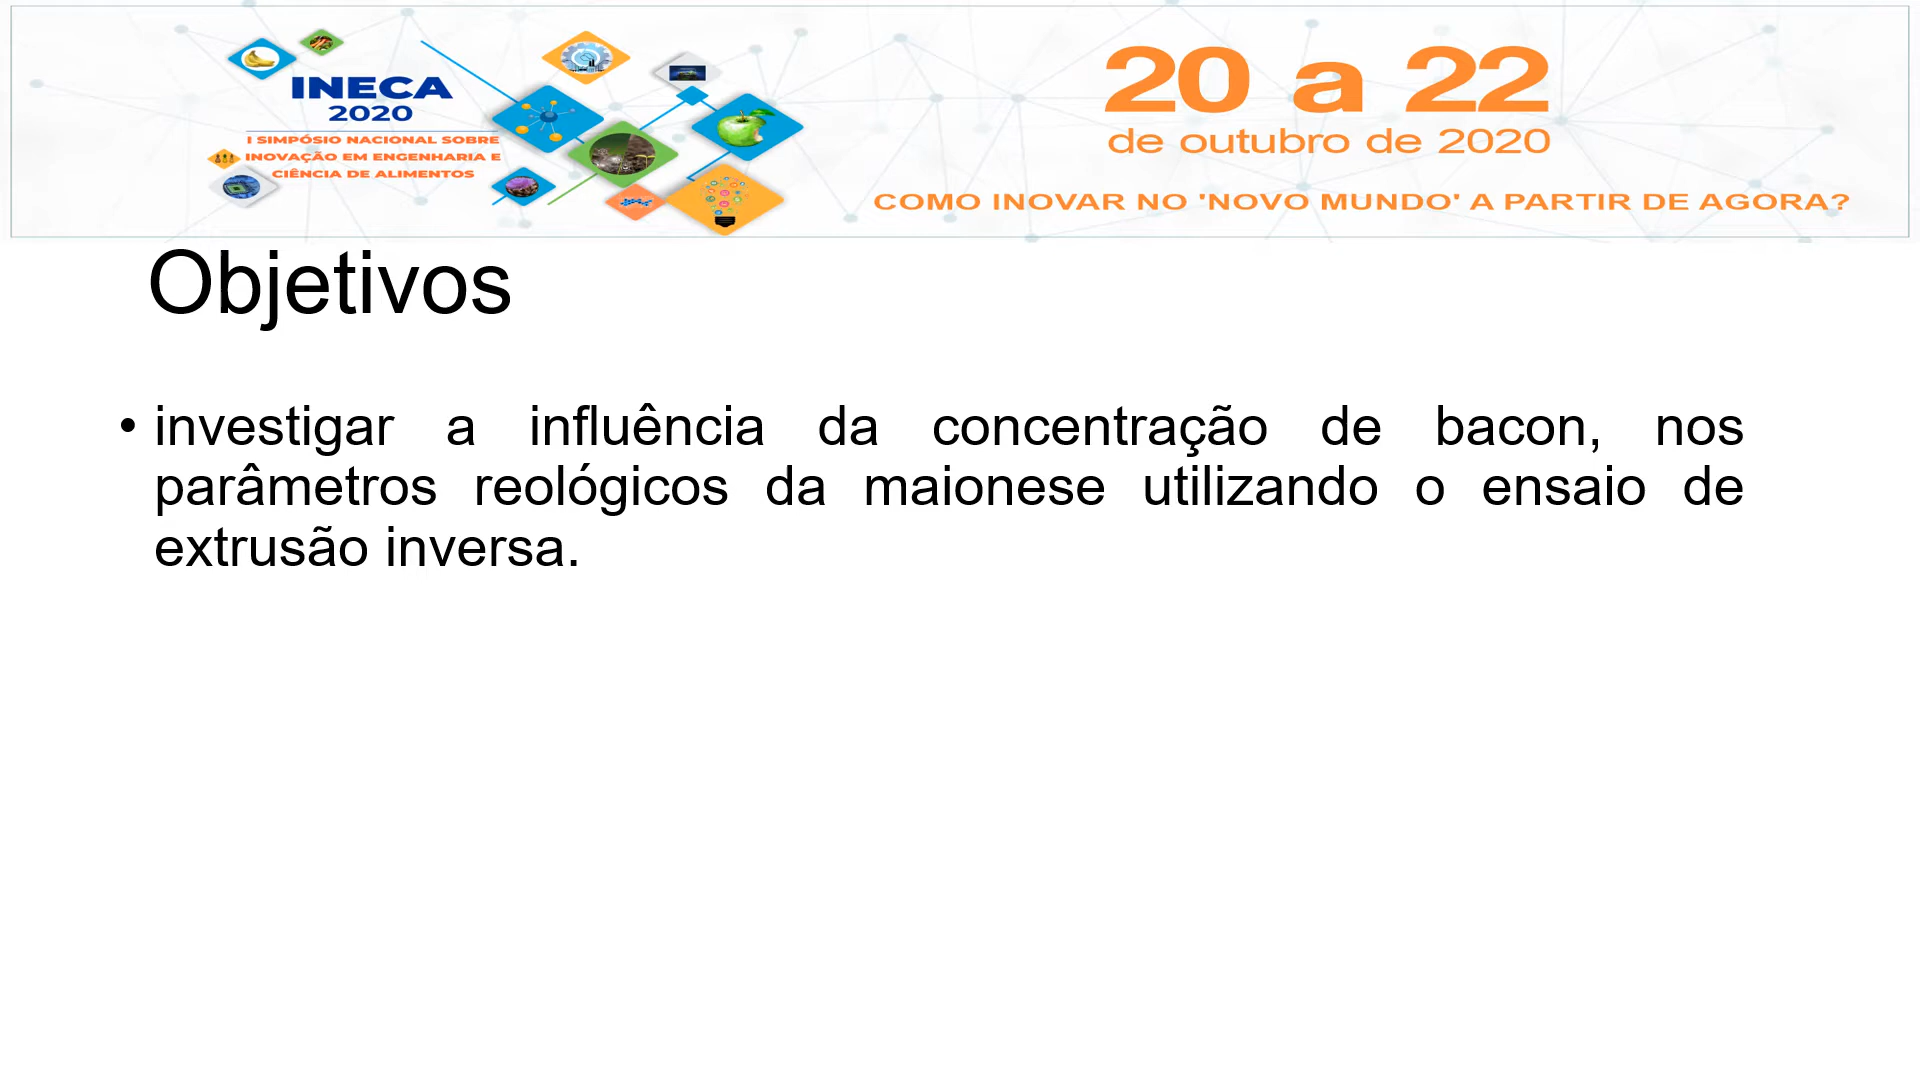 INECA
2020
I SIMPÓSIO NACIONAL SOBRE
INOVAÇÃO EM ENGENHARIA E
CIÊNCIA DE ALIMENTOS
20 a 22
de outubro de 2020
COMO INOVAR NO 'NOVO MUNDO' A PARTIR DE AGORA?
Objetivos
• investigar a influência da concentração de bacon, nos
parâmetros reológicos da maionese utilizando o ensaio de
extrusão inversa.